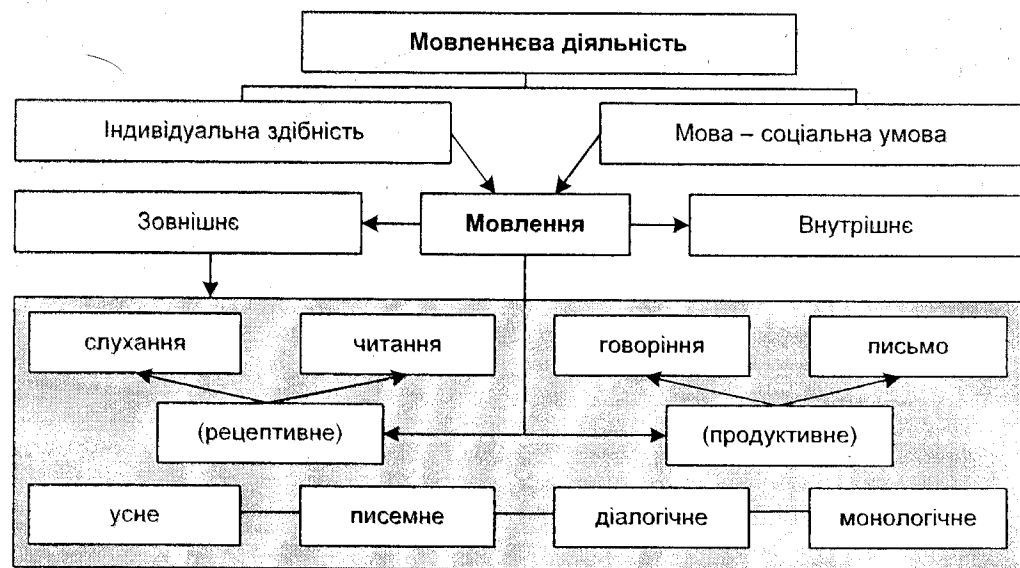 Мовленнєва діяльність
Індивідуальна здібність
Мова – соціальна умова
Зовнішнє
Мовлення
Внутрішнє
слухання
читання
говоріння
письмо
(рецептивне)
(продуктивне)
усне
писемне
діалогічне
монологічне